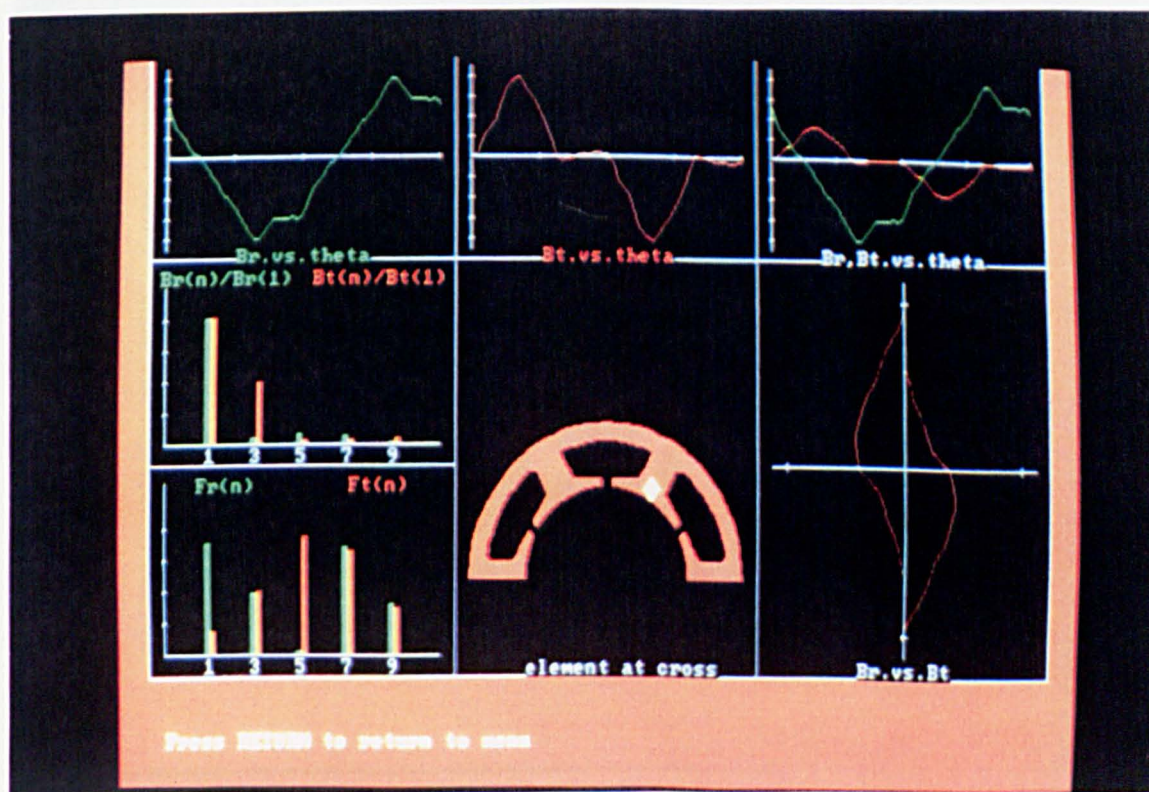 Br.vs.theta
Bt.vs.theta
Br,Bt.vs.theta
Br(n)/Br(1) Bt(n)/Bt(1)
1 3 5 7 9
Fr(n) Ft(n)
1 3 5 7 9
element at cross
Br.vs.Bt
Press RETURN to return to menu